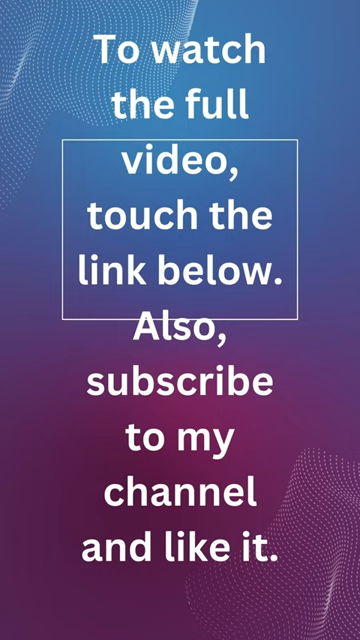 To watch
the full
video,
touch the
link below.
Also,
subscribe
to my
channel
and like it.